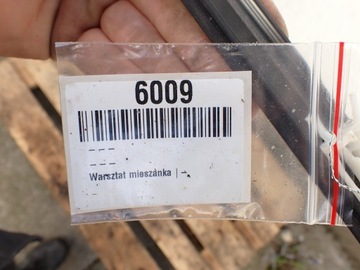 6009
- - -
- - -
Warsztat mieszanka | -.
- -